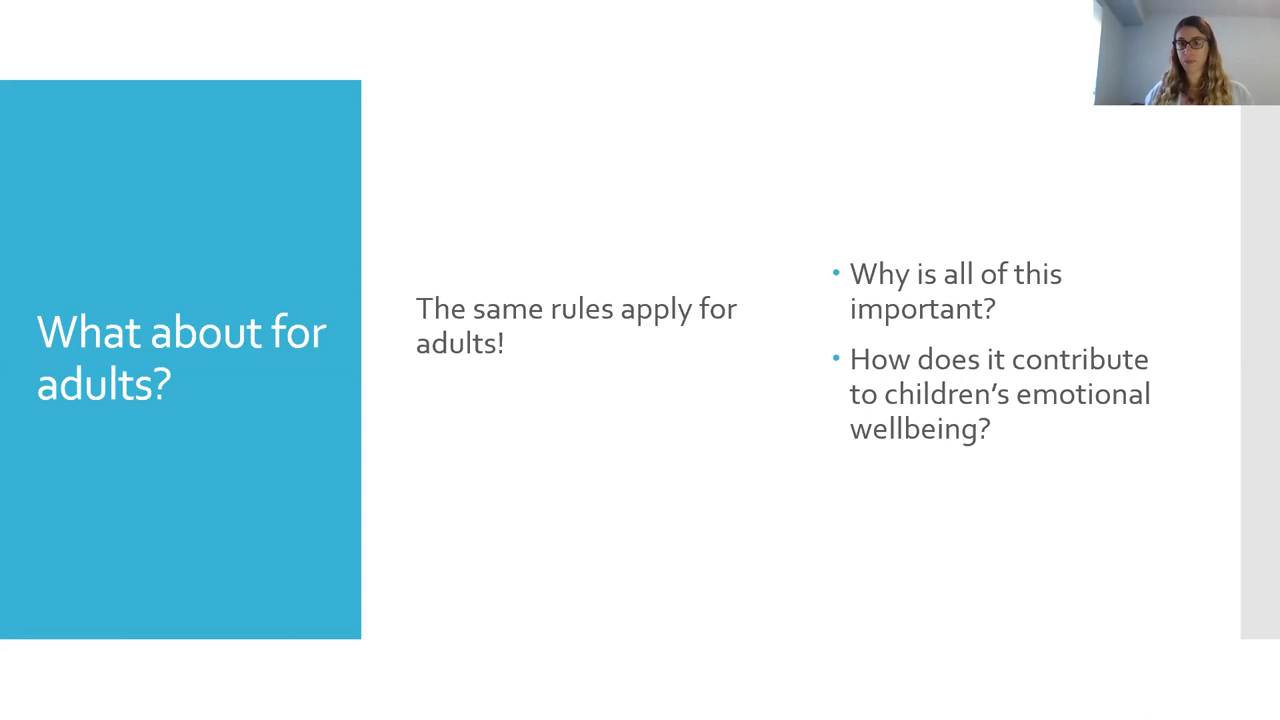 What about for
adults?
The same rules apply for
adults!
• Why is all of this
important?
• How does it contribute
to children’s emotional
wellbeing?